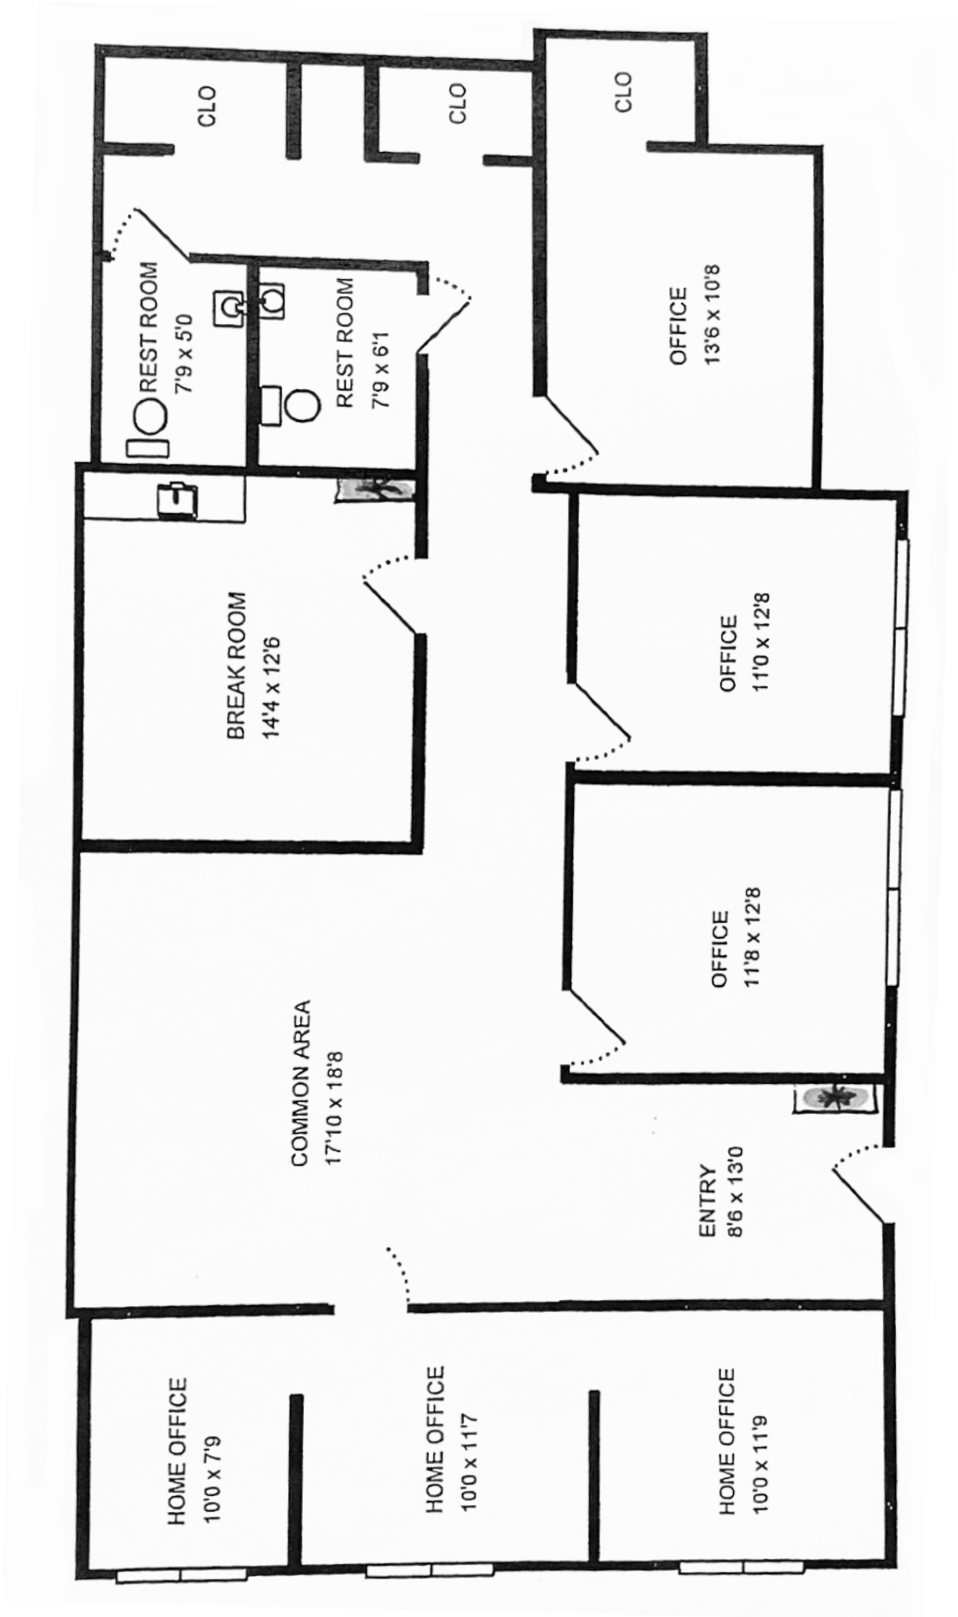 CLO
CLO
CLO
REST ROOM
7'9 x 5'0
REST ROOM
7'9 x 6'1
OFFICE
13'6 x 10'8
BREAK ROOM
14'4 x 12'6
OFFICE
11'0 x 12'8
OFFICE
11'8 x 12'8
COMMON AREA
17'10 x 18'8
ENTRY
8'6 x 13'0
HOME OFFICE
10'0 x 7'9
HOME OFFICE
10'0 x 11'7
HOME OFFICE
10'0 x 11'9